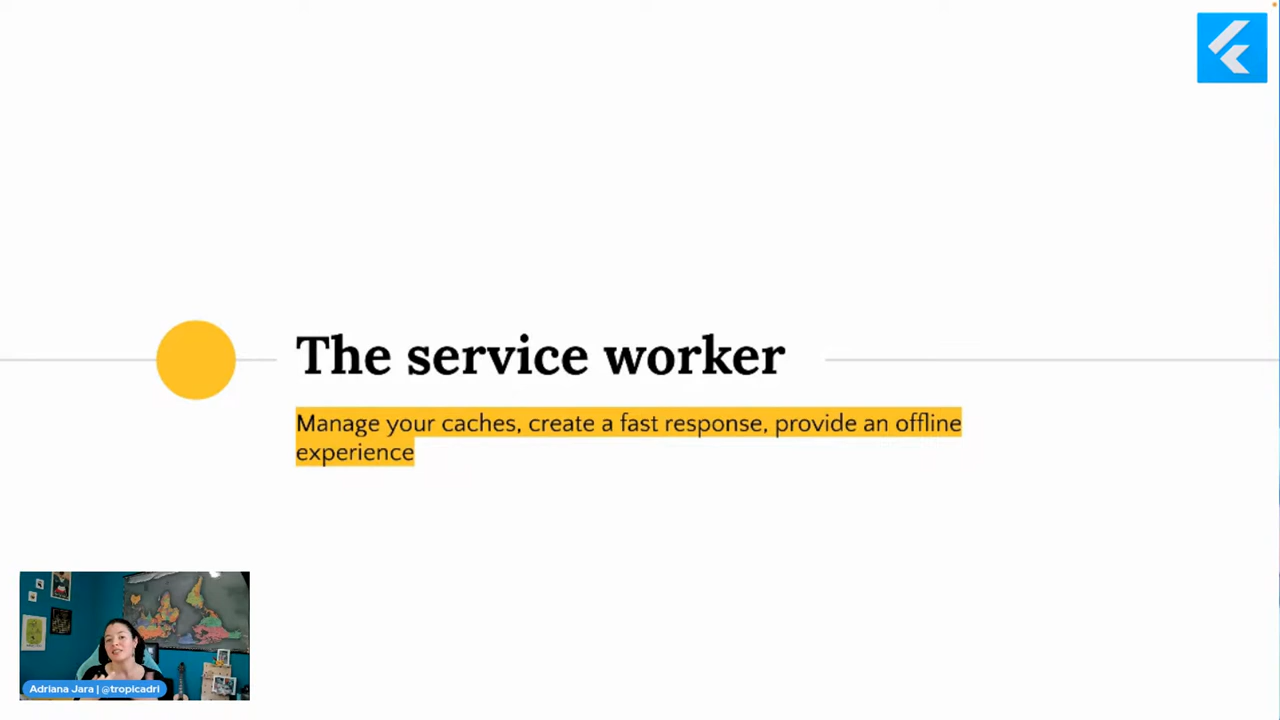 The service worker
Manage your caches, create a fast response, provide an offline
experience
Adriana Jara | @tropicadri